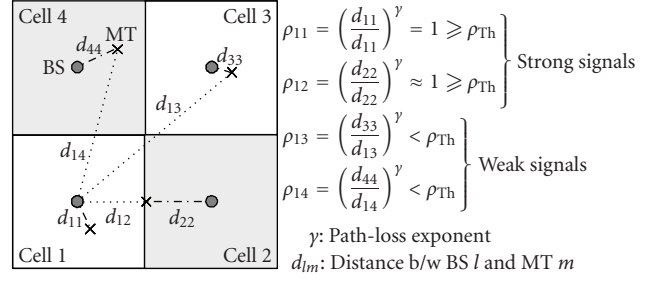 Cell 4
MT
Cell 3
d44
BS
d33
d13
d14
d11
d12
d22
Cell 1
Cell 2
ρ11 = (d11/d11)^γ = 1 ⩾ ρTh
ρ12 = (d22/d22)^γ ≈ 1 ⩾ ρTh
Strong signals
ρ13 = (d33/d13)^γ < ρTh
ρ14 = (d44/d14)^γ < ρTh
Weak signals
γ: Path-loss exponent
dlm: Distance b/w BS l and MT m